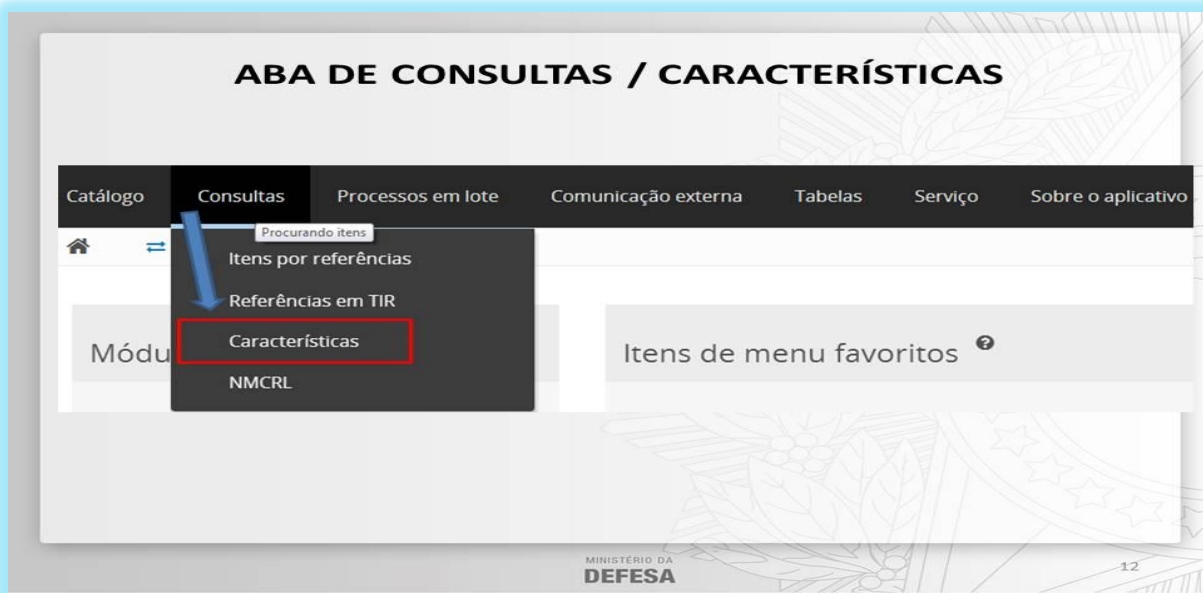 ABA DE CONSULTAS / CARACTERÍSTICAS
Catálogo Consultas Processos em lote Comunicação externa Tabelas Serviço Sobre o aplicativo
Procurando itens
Itens por referências
Referências em TIR
Características
NMCRL
Módu
Itens de menu favoritos
MINISTÉRIO DA
DEFESA
12